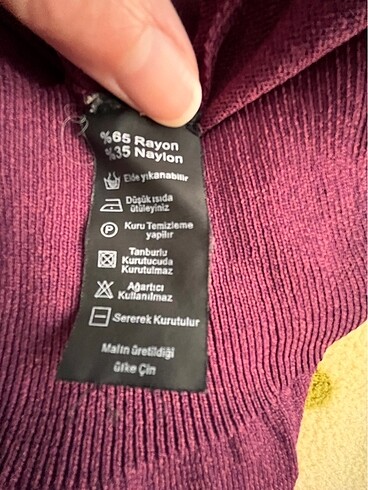 %65 Rayon
%35 Naylon
Elde yıkanabilir
Düşük ısıda
ütüleyiniz
P
Kuru Temizleme
yapılır
Tanburlu
Kurutucuda
Kurutulmaz
Ağartıcı
Kullanılmaz
Sererek Kurutulur
Malın üretildiği
ülke Çin